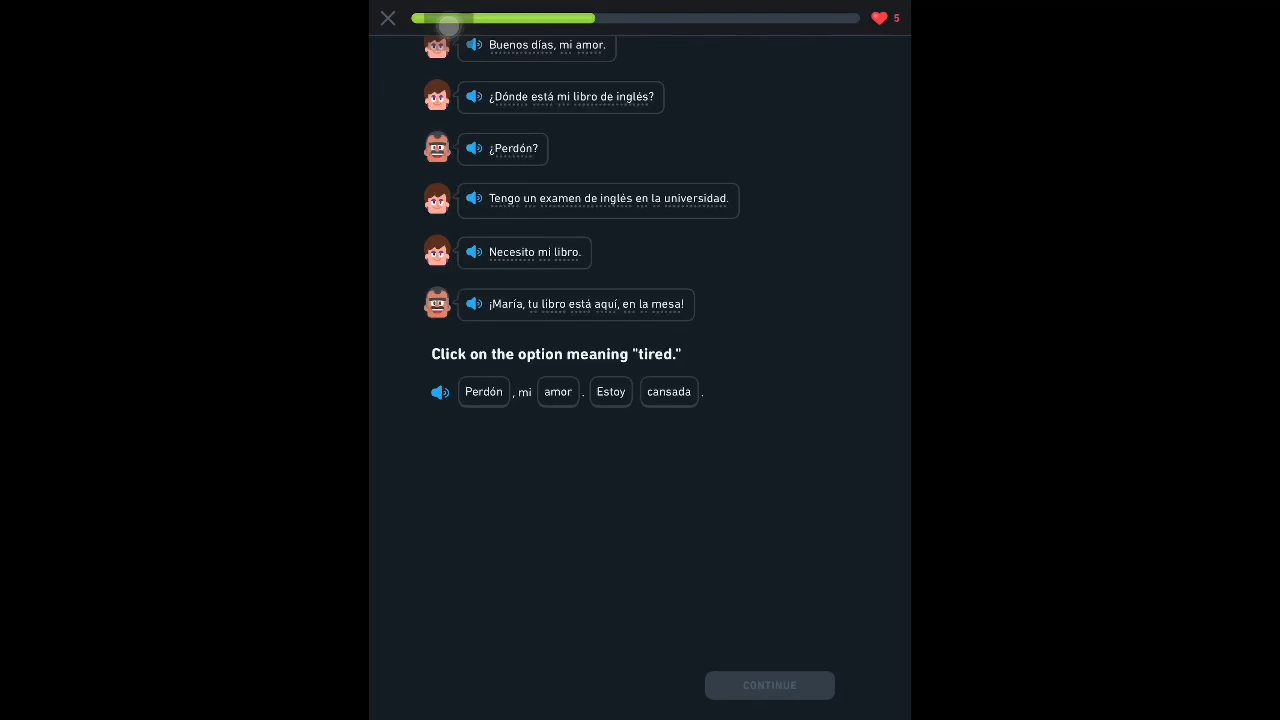 5
Buenos días, mi amor.
¿Dónde está mi libro de inglés?
¿Perdón?
Tengo un examen de inglés en la universidad.
Necesito mi libro.
¡María, tu libro está aquí, en la mesa!
Click on the option meaning "tired."
Perdón , mi amor . Estoy cansada .
CONTINUE